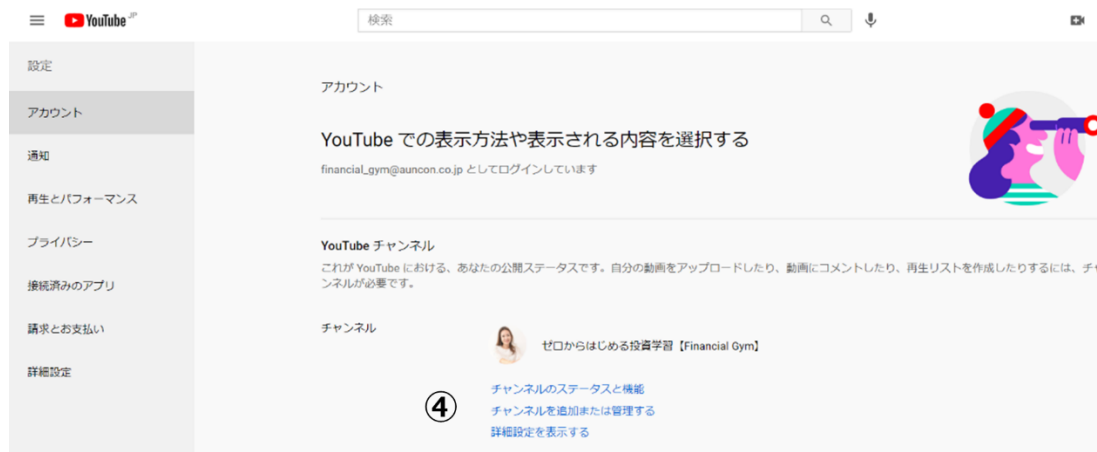 YouTube JP
検索
設定
アカウント
通知
再生とパフォーマンス
プライバシー
接続済みのアプリ
請求とお支払い
詳細設定
アカウント
YouTube での表示方法や表示される内容を選択する
financial_gym@auncon.co.jp としてログインしています
YouTube チャンネル
これが YouTube における、あなたの公開ステータスです。自分の動画をアップロードしたり、動画にコメントしたり、再生リストを作成したりするには、チャ
ンネルが必要です。
チャンネル
ゼロからはじめる投資学習【Financial Gym】
④
チャンネルのステータスと機能
チャンネルを追加または管理する
詳細設定を表示する